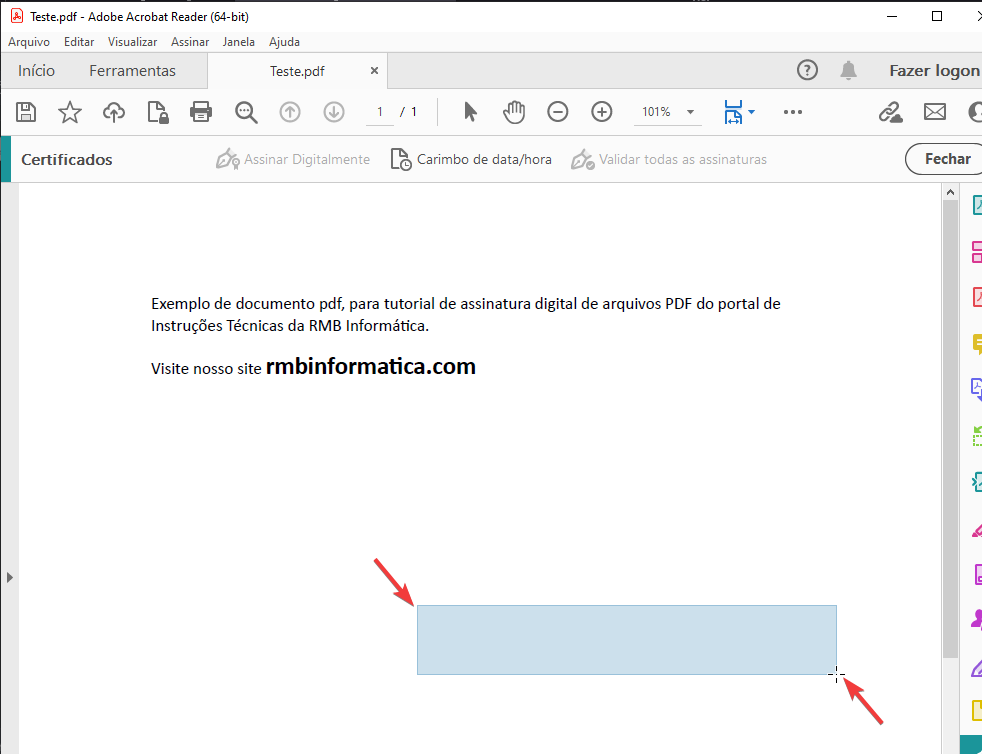 Teste.pdf - Adobe Acrobat Reader (64-bit)
Arquivo Editar Visualizar Assinar Janela Ajuda
Início Ferramentas Teste.pdf × ? Fazer logon
1 / 1 101%
Certificados Assinar Digitalmente Carimbo de data/hora Validar todas as assinaturas Fechar
Exemplo de documento pdf, para tutorial de assinatura digital de arquivos PDF do portal de
Instruções Técnicas da RMB Informática.
Visite nosso site rmbinformatica.com